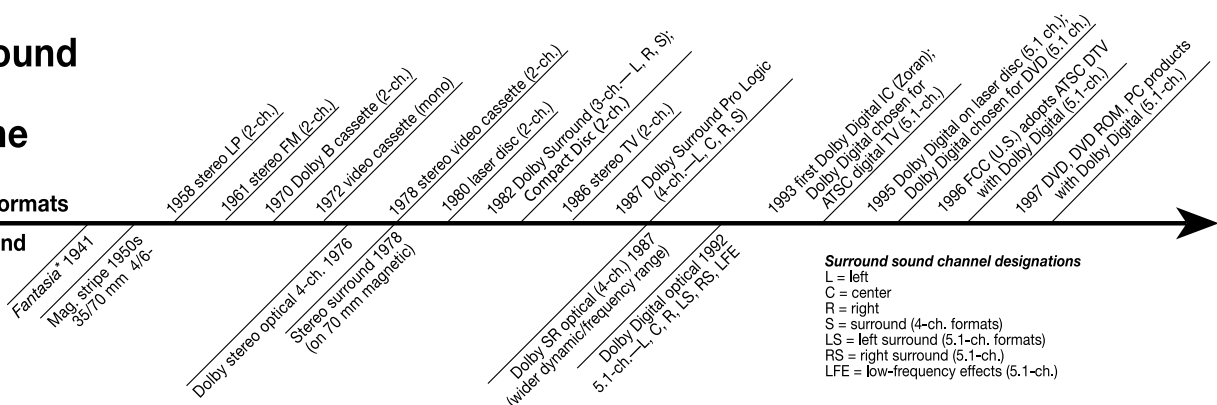 ound
ne
ormats
nd
1958 stereo LP (2-ch.)
1961 stereo FM (2-ch.)
1970 Dolby B cassette (2-ch.)
1972 video cassette (mono)
1978 stereo video cassette (2-ch.)
1980 laser disc (2-ch.)
1982 Dolby Surround (3-ch.— L, R, S);
Compact Disc (2-ch.)
1986 stereo TV (2-ch.)
1987 Dolby Surround Pro Logic
(4-ch.—L, C, R, S)
1993 first Dolby Digital IC (Zoran);
Dolby Digital chosen for
ATSC digital TV (5.1-ch.)
1995 Dolby Digital on laser disc (5.1 ch.);
Dolby Digital chosen for DVD (5.1 ch.)
1996 FCC (U.S.) adopts ATSC DTV
with Dolby Digital (5.1-ch.)
1997 DVD, DVD ROM, PC products
with Dolby Digital (5.1-ch.)
Fantasia* 1941
Mag. stripe 1950s
35/70 mm 4/6-
Dolby stereo optical 4-ch. 1976
Stereo surround 1978
(on 70 mm magnetic)
Dolby SR optical (4-ch.) 1987
(wider dynamic/frequency range)
Dolby Digital optical 1992
5.1-ch.—L, C, R, LS, RS, LFE
Surround sound channel designations
L = left
C = center
R = right
S = surround (4-ch. formats)
LS = left surround (5.1-ch. formats)
RS = right surround (5.1-ch.)
LFE = low-frequency effects (5.1-ch.)